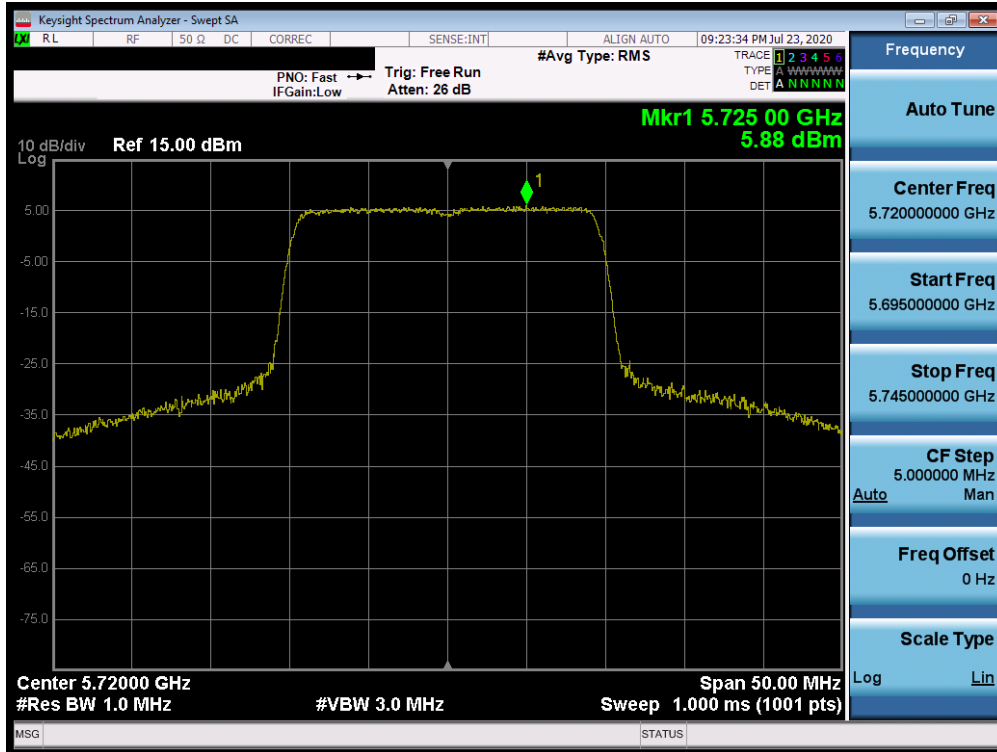 Keysight Spectrum Analyzer - Swept SA
LXI RL RF 50 Ω DC CORREC SENSE:INT ALIGN AUTO 09:23:34 PM Jul 23, 2020
#Avg Type: RMS
TRACE 1 2 3 4 5 6
PNO: Fast Trig: Free Run
TYPE A WWWWW
IFGain:Low Atten: 26 dB
DET A N N N N N
Mkr1 5.725 00 GHz
5.88 dBm
10 dB/div Ref 15.00 dBm
Log
1
5.00
-5.00
-15.0
-25.0
-35.0
-45.0
-55.0
-65.0
-75.0
Center 5.72000 GHz Span 50.00 MHz
#Res BW 1.0 MHz #VBW 3.0 MHz Sweep 1.000 ms (1001 pts)
MSG STATUS
Frequency
Auto Tune
Center Freq
5.720000000 GHz
Start Freq
5.695000000 GHz
Stop Freq
5.745000000 GHz
CF Step
5.000000 MHz
Auto Man
Freq Offset
0 Hz
Scale Type
Log Lin